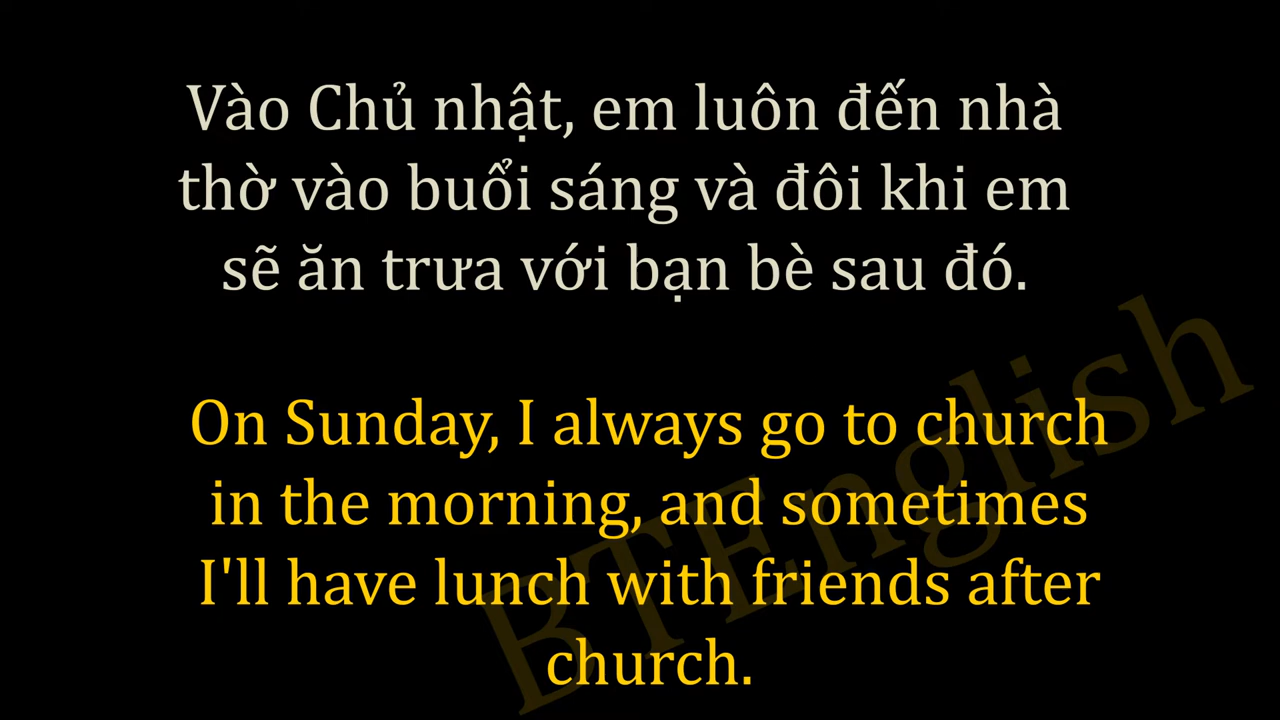 Vào Chủ nhật, em luôn đến nhà
thờ vào buổi sáng và đôi khi em
sẽ ăn trưa với bạn bè sau đó.
On Sunday, I always go to church
in the morning, and sometimes
I'll have lunch with friends after
church.
BTEnglish